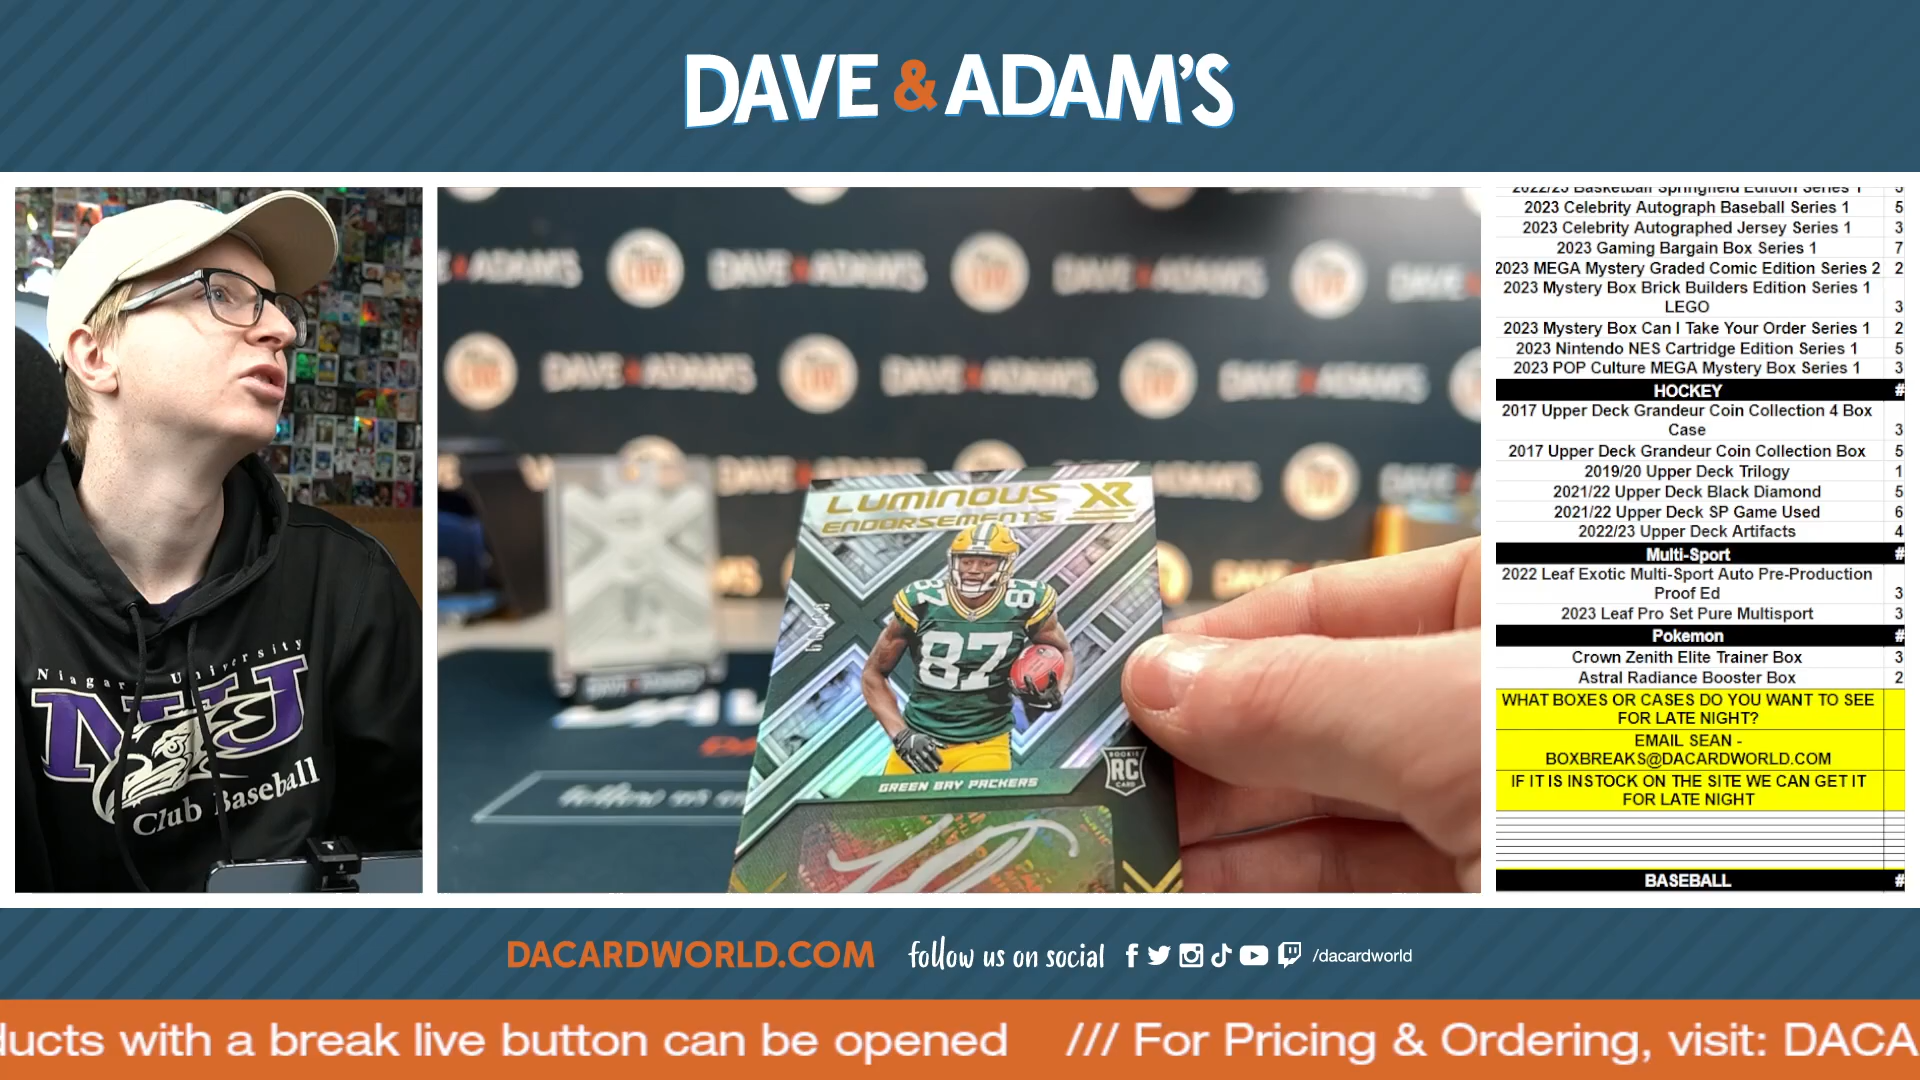 DAVE & ADAM'S
2023 Celebrity Autograph Baseball Series 1 5
2023 Celebrity Autographed Jersey Series 1 3
2023 Gaming Bargain Box Series 1 7
2023 MEGA Mystery Graded Comic Edition Series 2 2
2023 Mystery Box Brick Builders Edition Series 1
LEGO 3
2023 Mystery Box Can I Take Your Order Series 1 2
2023 Nintendo NES Cartridge Edition Series 1 5
2023 POP Culture MEGA Mystery Box Series 1 3
HOCKEY #
2017 Upper Deck Grandeur Coin Collection 4 Box
Case 3
2017 Upper Deck Grandeur Coin Collection Box 5
2019/20 Upper Deck Trilogy 1
2021/22 Upper Deck Black Diamond 5
2021/22 Upper Deck SP Game Used 6
2022/23 Upper Deck Artifacts 4
Multi-Sport #
2022 Leaf Exotic Multi-Sport Auto Pre-Production
Proof Ed 3
2023 Leaf Pro Set Pure Multisport 3
Pokemon #
Crown Zenith Elite Trainer Box 3
Astral Radiance Booster Box 2
WHAT BOXES OR CASES DO YOU WANT TO SEE
FOR LATE NIGHT?
EMAIL SEAN -
BOXBREAKS@DACARDWORLD.COM
IF IT IS INSTOCK ON THE SITE WE CAN GET IT
FOR LATE NIGHT
BASEBALL #
DAVE & ADAM'S
LUMINOUS XR
ENDORSEMENTS
87
87
87
GREEN BAY PACKERS
ROOKIE
RC
CARD
follow us on
Niagara University
NU
Club Baseball
DACARDWORLD.COM follow us on social /dacardworld
ducts with a break live button can be opened /// For Pricing & Ordering, visit: DACA